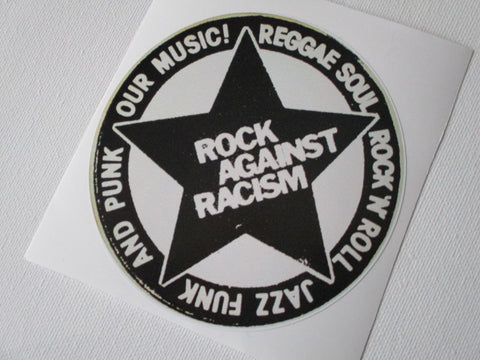 ROCK
AGAINST
RACISM
REGGAE SOUL
ROCK 'N' ROLL
JAZZ FUNK
AND PUNK
OUR MUSIC!